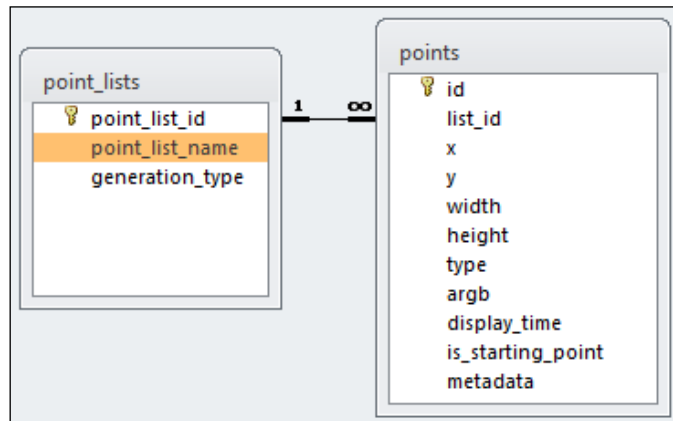 point_lists
point_list_id
point_list_name
generation_type
1 ∞
points
id
list_id
x
y
width
height
type
argb
display_time
is_starting_point
metadata